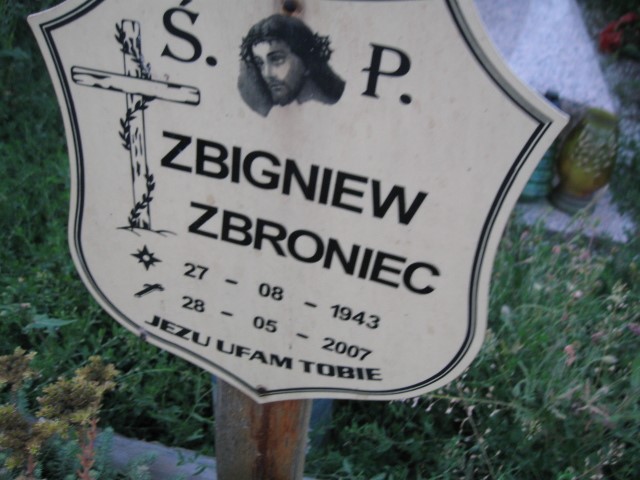 Ś. P.
ZBIGNIEW
ZBRONIEC
27 - 08 - 1943
28 - 05 - 2007
JEZU UFAM TOBIE